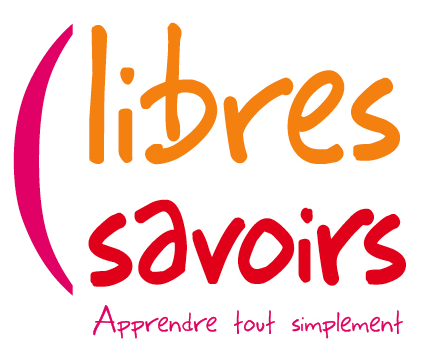 libres
savoirs
Apprendre tout simplement